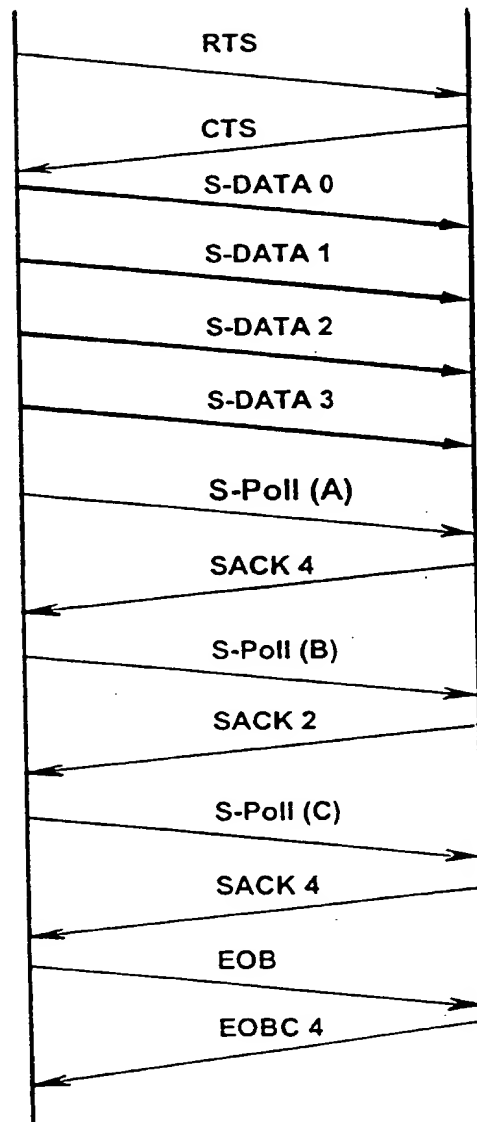 RTS
CTS
S-DATA 0
S-DATA 1
S-DATA 2
S-DATA 3
S-Poll (A)
SACK 4
S-Poll (B)
SACK 2
S-Poll (C)
SACK 4
EOB
EOBC 4